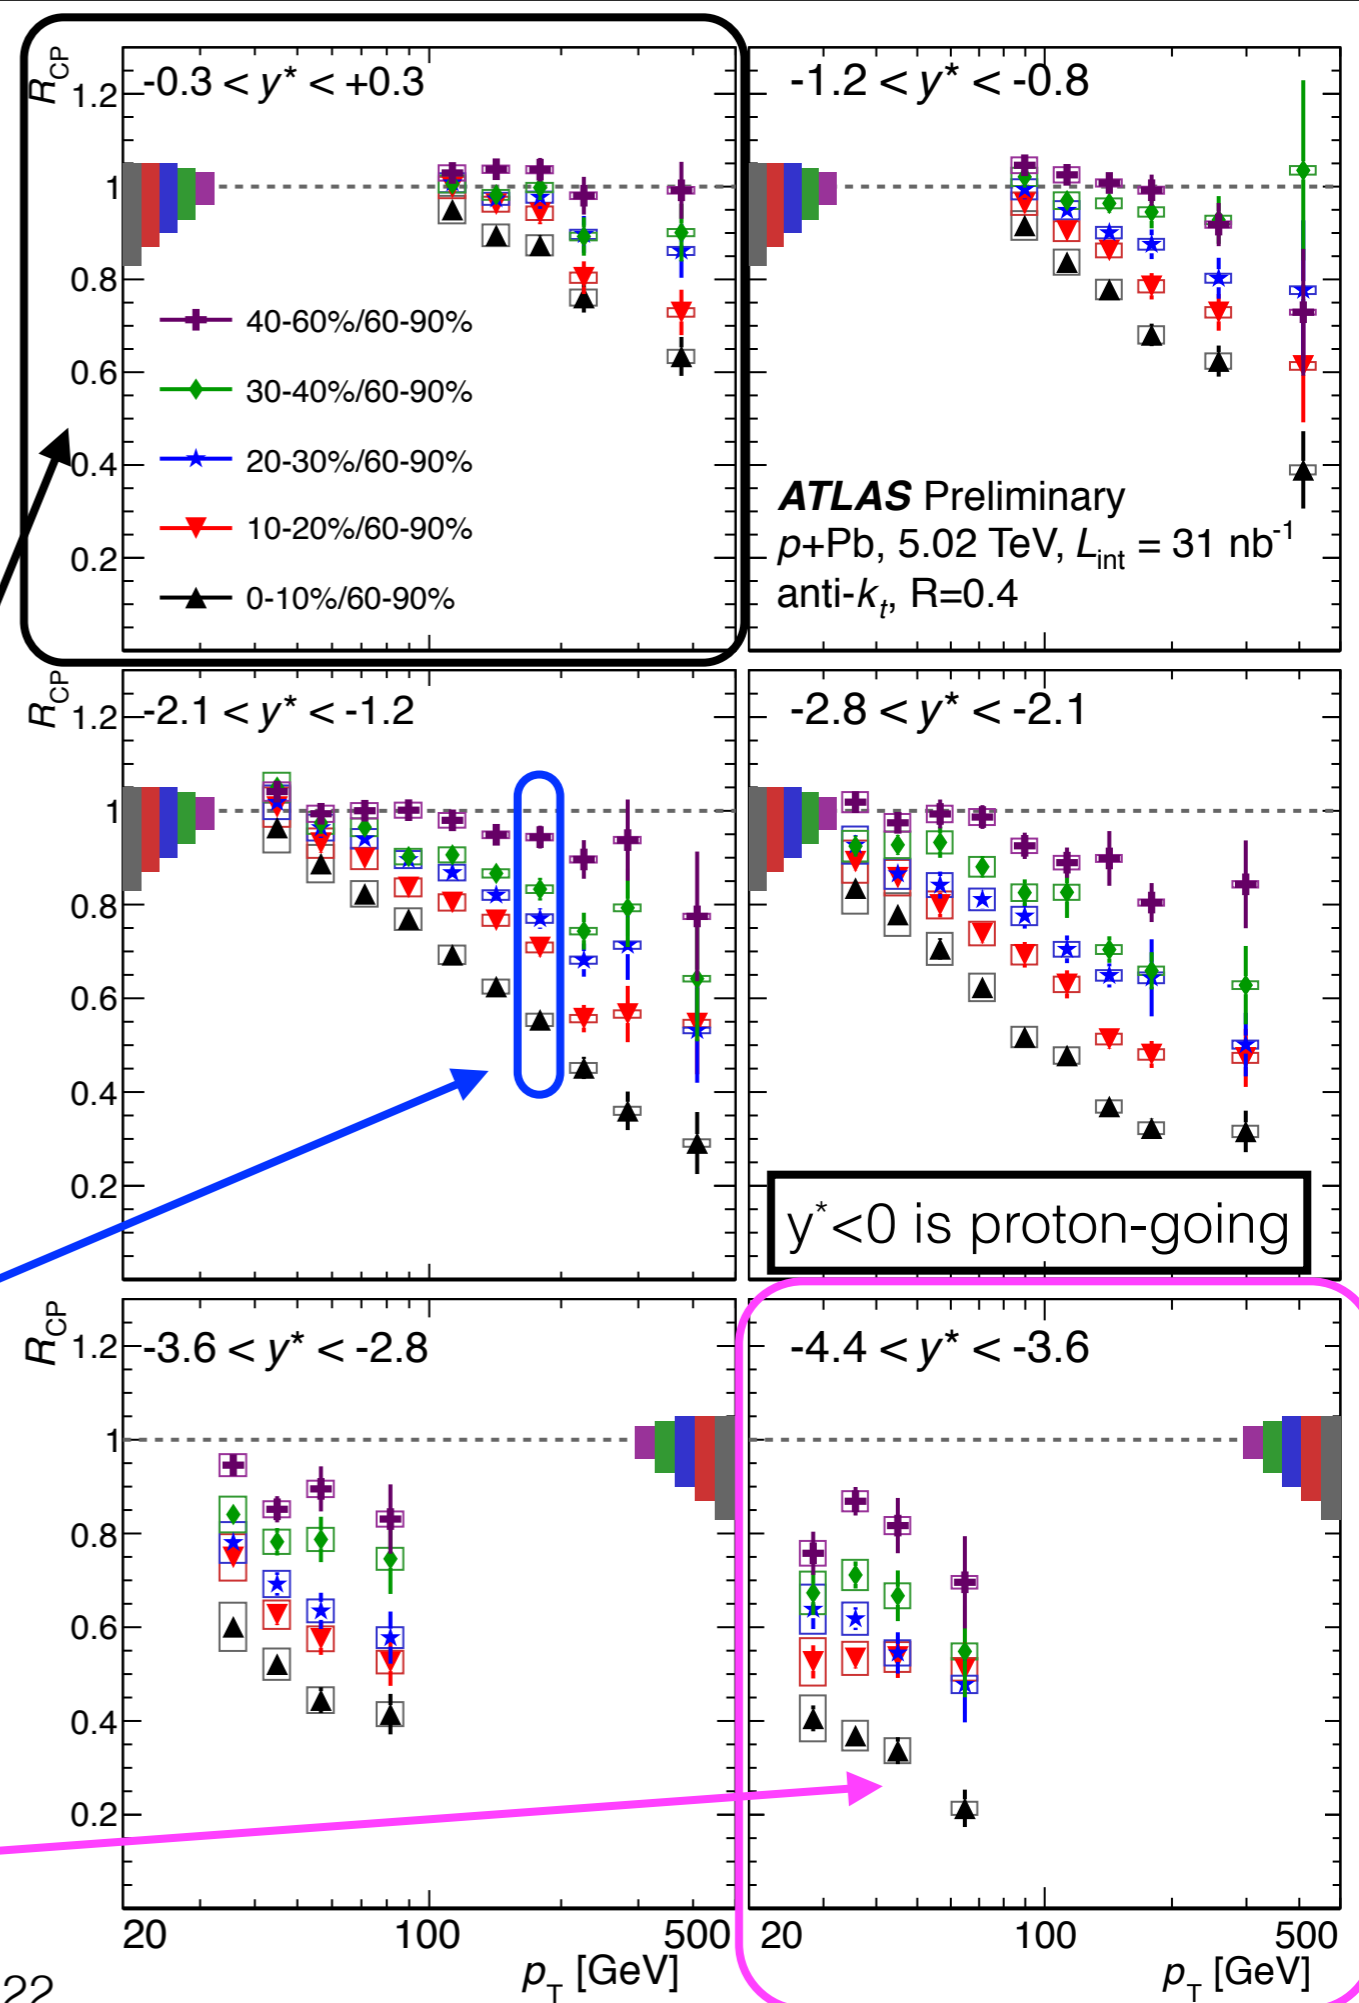 R_CP
-0.3 < y* < +0.3
1.2
1
0.8
0.6
0.4
0.2
40-60%/60-90%
30-40%/60-90%
20-30%/60-90%
10-20%/60-90%
0-10%/60-90%
-1.2 < y* < -0.8
ATLAS Preliminary
p+Pb, 5.02 TeV, L_int = 31 nb^-1
anti-k_t, R=0.4
R_CP
-2.1 < y* < -1.2
1.2
1
0.8
0.6
0.4
0.2
-2.8 < y* < -2.1
y*<0 is proton-going
R_CP
-3.6 < y* < -2.8
1.2
1
0.8
0.6
0.4
0.2
-4.4 < y* < -3.6
20 100 500
p_T [GeV]
20 100 500
p_T [GeV]
22